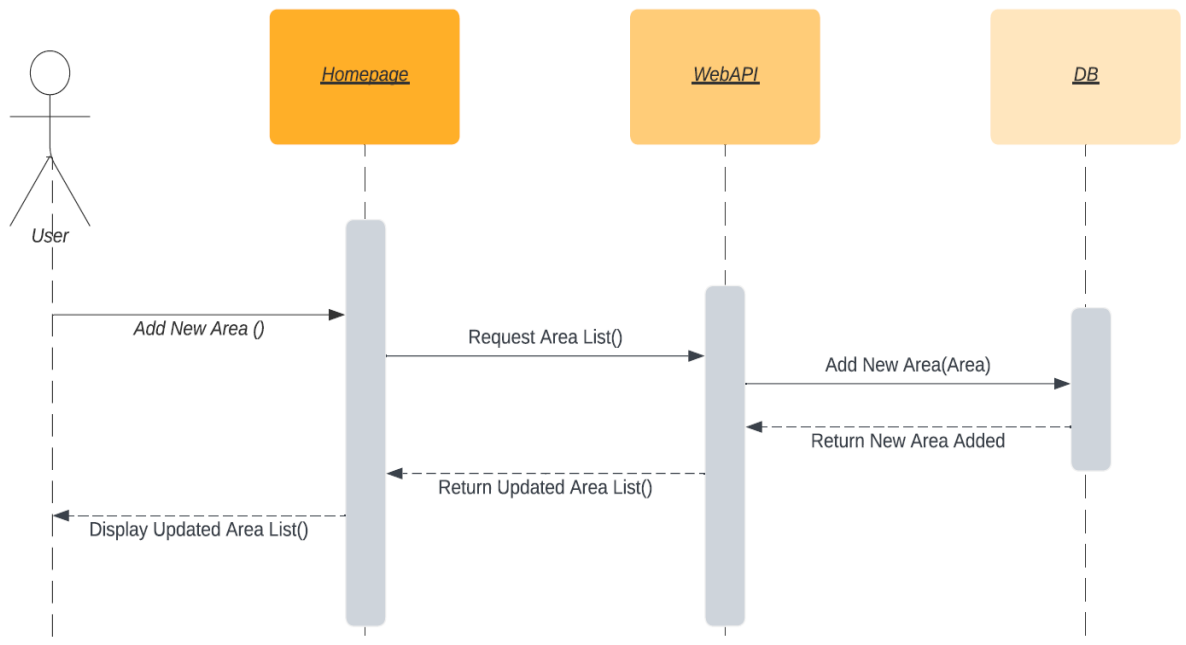 Homepage
WebAPI
DB
User
Add New Area ()
Request Area List()
Add New Area(Area)
Return New Area Added
Return Updated Area List()
Display Updated Area List()